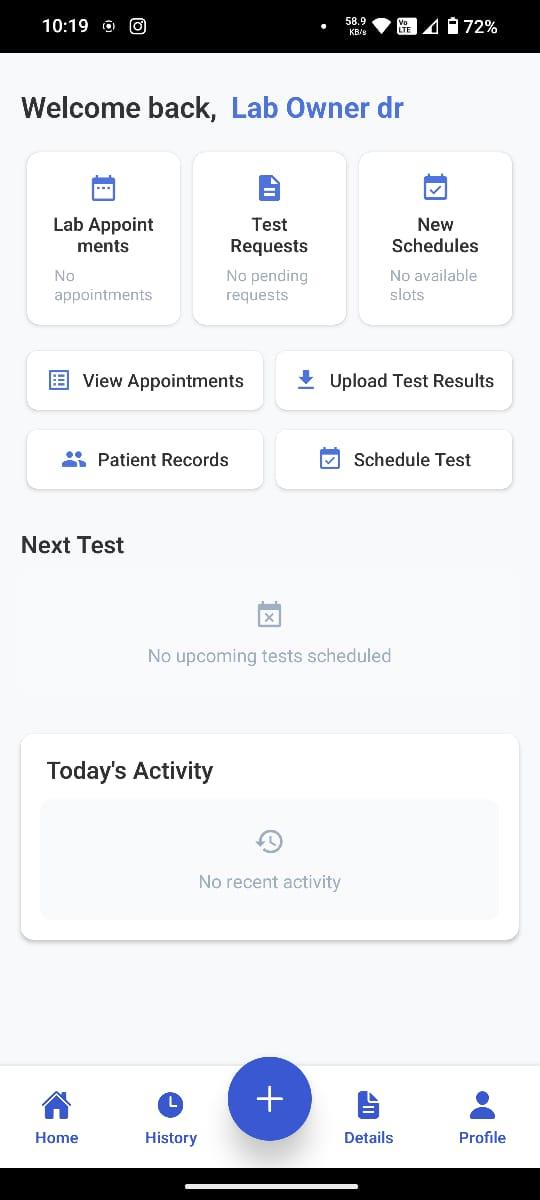 10:19
58.9
KB/s
Vo
LTE
72%
Welcome back, Lab Owner dr
Lab Appoint
ments
No
appointments
Test
Requests
No pending
requests
New
Schedules
No available
slots
View Appointments
Upload Test Results
Patient Records
Schedule Test
Next Test
No upcoming tests scheduled
Today's Activity
No recent activity
Home
History
Details
Profile